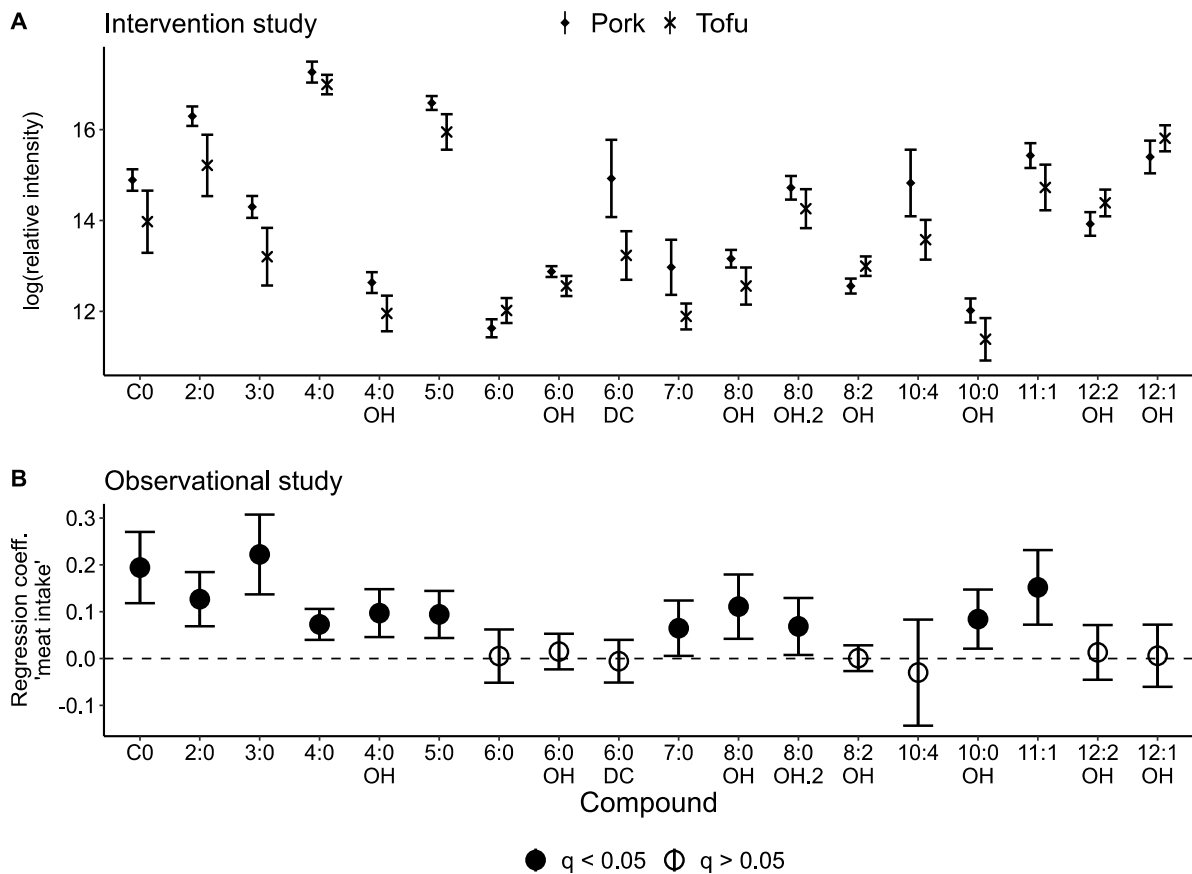 A
Intervention study
Pork
Tofu
log(relative intensity)
16
14
12
C0 2:0 3:0 4:0 4:0 5:0 6:0 6:0 6:0 7:0 8:0 8:0 8:2 10:4 10:0 11:1 12:2 12:1
OH OH DC OH OH.2 OH OH OH OH
B
Observational study
Regression coeff.
'meat intake'
0.3
0.2
0.1
0.0
-0.1
C0 2:0 3:0 4:0 4:0 5:0 6:0 6:0 6:0 7:0 8:0 8:0 8:2 10:4 10:0 11:1 12:2 12:1
OH OH DC OH OH.2 OH OH OH OH
Compound
q < 0.05 q > 0.05